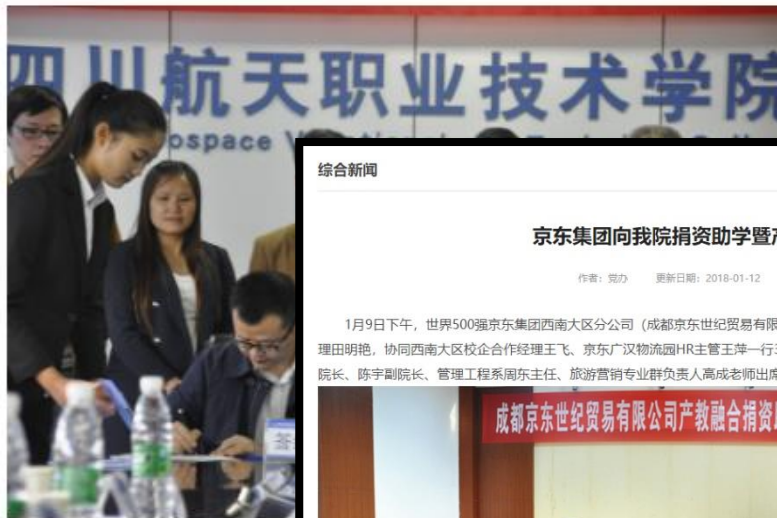 四川航天职业技术学院
ospace V
综合新闻
京东集团向我院捐资助学暨
作者：党办 更新日期：2018-01-12
1月9日下午，世界500强京东集团西南大区分公司（成都京东世纪贸易有限
理田明艳，协同西南大区校企合作经理王飞、京东广汉物流园HR主管王萍一行
院长、陈宇副院长、管理工程系周东主任、旅游营销专业群负责人高成老师出席
成都京东世纪贸易有限公司产教融合捐资
签